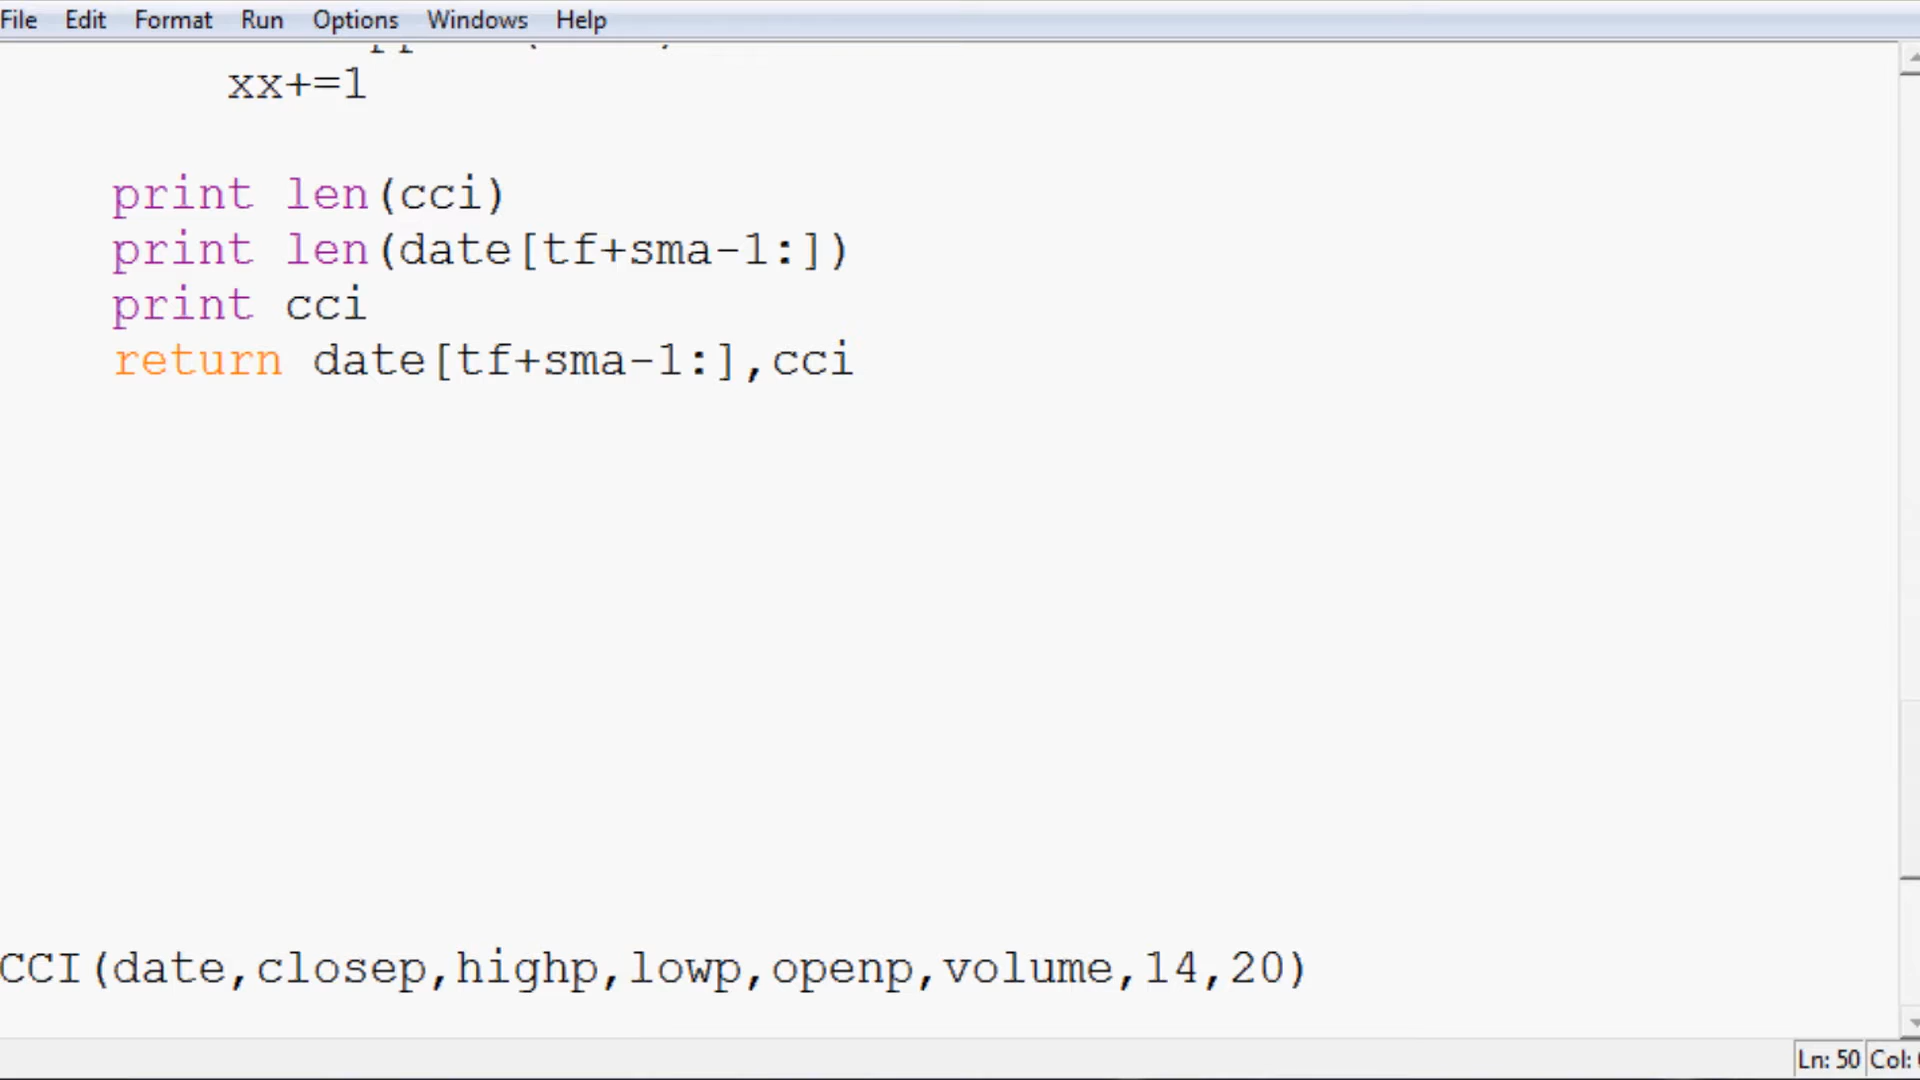 File Edit Format Run Options Windows Help
xx+=1
print len(cci)
print len(date[tf+sma-1:])
print cci
return date[tf+sma-1:],cci
CCI(date,closep,highp,lowp,openp,volume,14,20)
Ln: 50 Col: